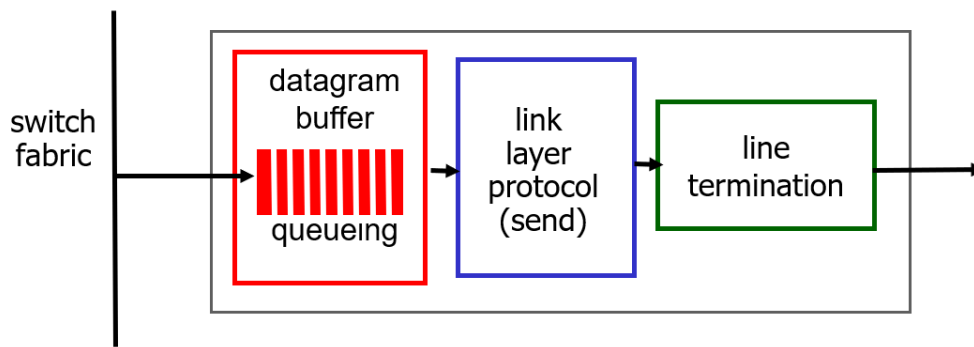 switch
fabric
datagram
buffer
queueing
link
layer
protocol
(send)
line
termination